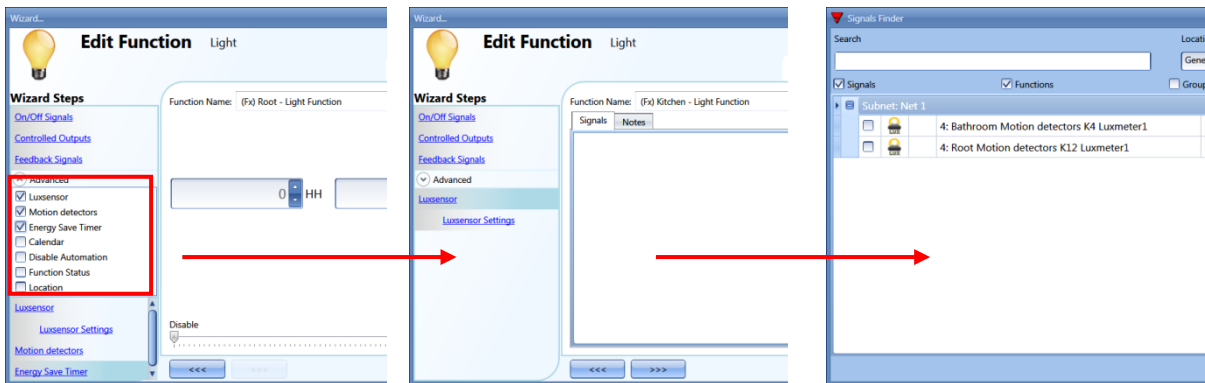 Wizard...
Edit Function Light
Wizard Steps
Function Name: (Fx) Root - Light Function
On/Off Signals
Controlled Outputs
Feedback Signals
Advanced
Luxsensor
Motion detectors
Energy Save Timer
Calendar
Disable Automation
Function Status
Location
0 HH
Luxsensor
Luxsensor Settings
Motion detectors
Energy Save Timer
Disable
<<< >>>
Wizard...
Edit Function Light
Wizard Steps
Function Name: (Fx) Kitchen - Light Function
Signals Notes
On/Off Signals
Controlled Outputs
Feedback Signals
Advanced
Luxsensor
Luxsensor Settings
<<< >>>
Signals Finder
Search Locati
Gene
Signals Functions Group
Subnet: Net 1
4: Bathroom Motion detectors K4 Luxmeter1
4: Root Motion detectors K12 Luxmeter1